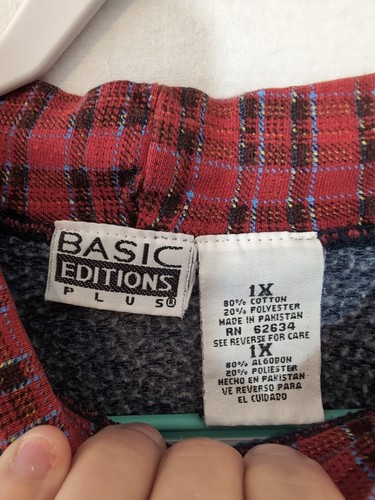 BASIC
EDITIONS
PLUS®
1X
80% COTTON
20% POLYESTER
MADE IN PAKISTAN
RN 62634
SEE REVERSE FOR CARE
1X
80% ALGODON
20% POLIESTER
HECHO EN PAKISTAN
VE REVERSO PARA
EL CUIDADO